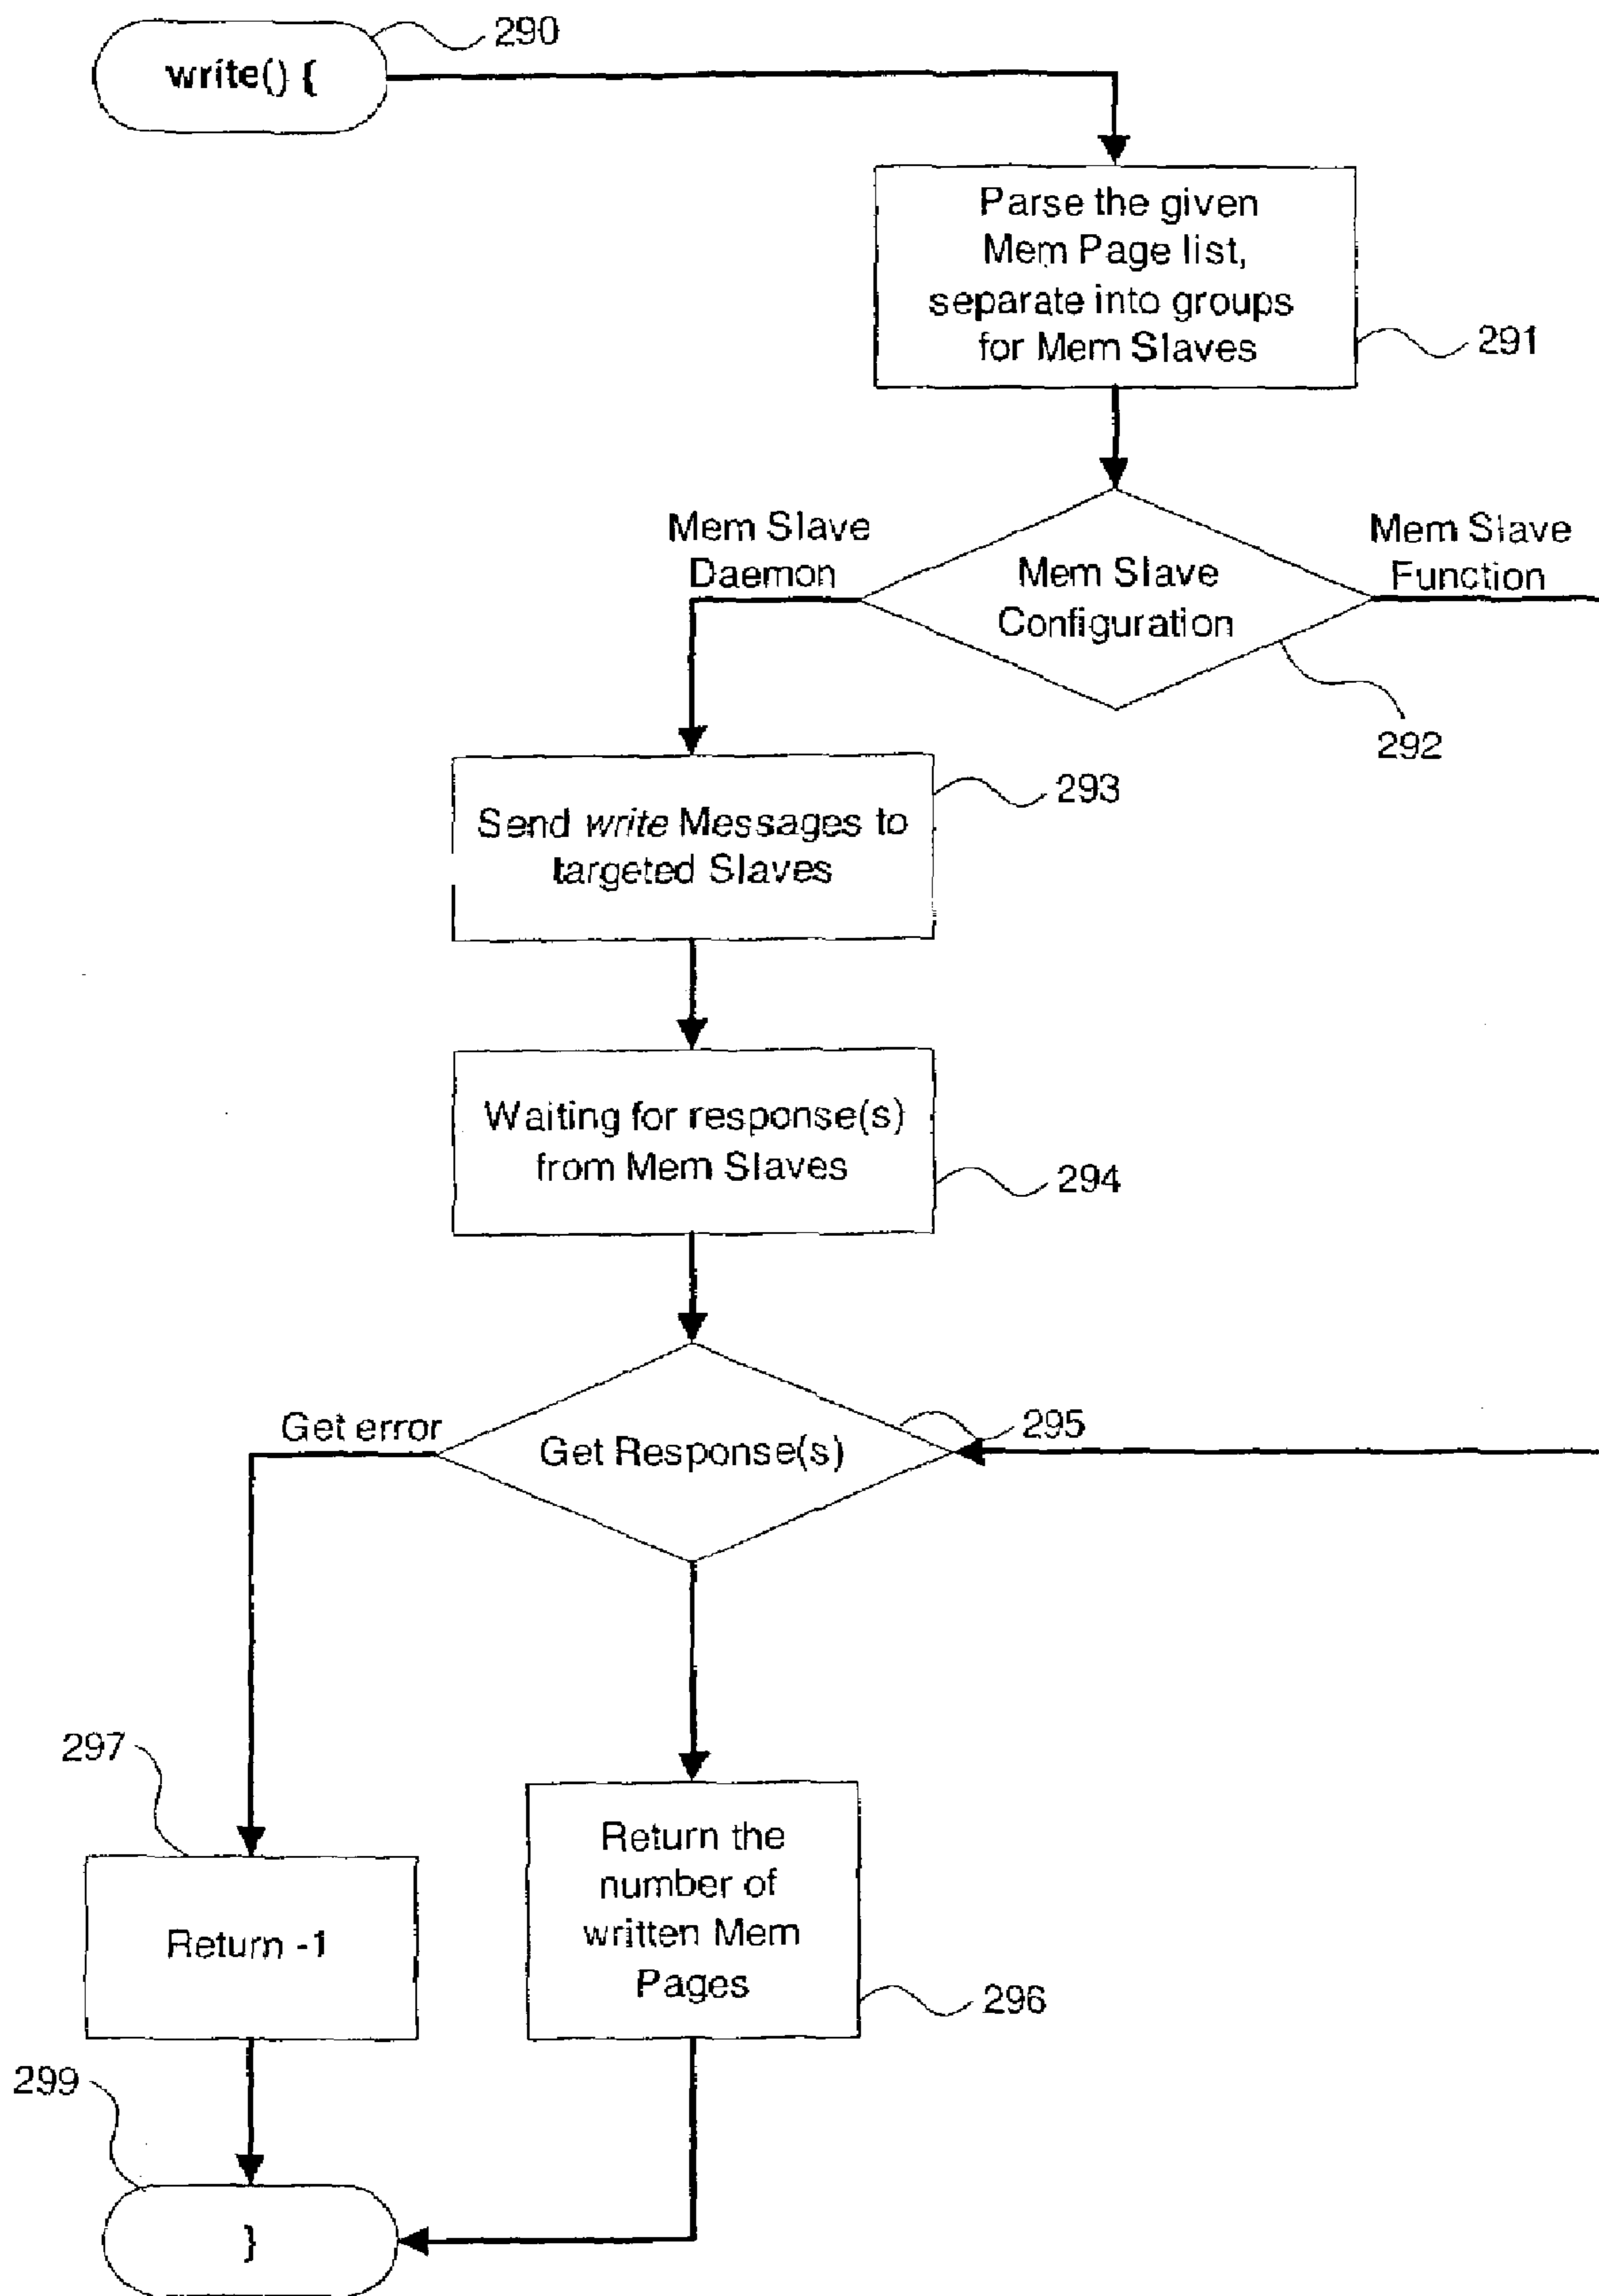 write() {
290
Parse the given
Mem Page list,
separate into groups
for Mem Slaves
291
Mem Slave
Daemon
Mem Slave
Configuration
Mem Slave
Function
292
293
Send write Messages to
targeted Slaves
Waiting for response(s)
from Mem Slaves
294
Get error
Get Response(s)
295
297
Return -1
Return the
number of
written Mem
Pages
296
299
}